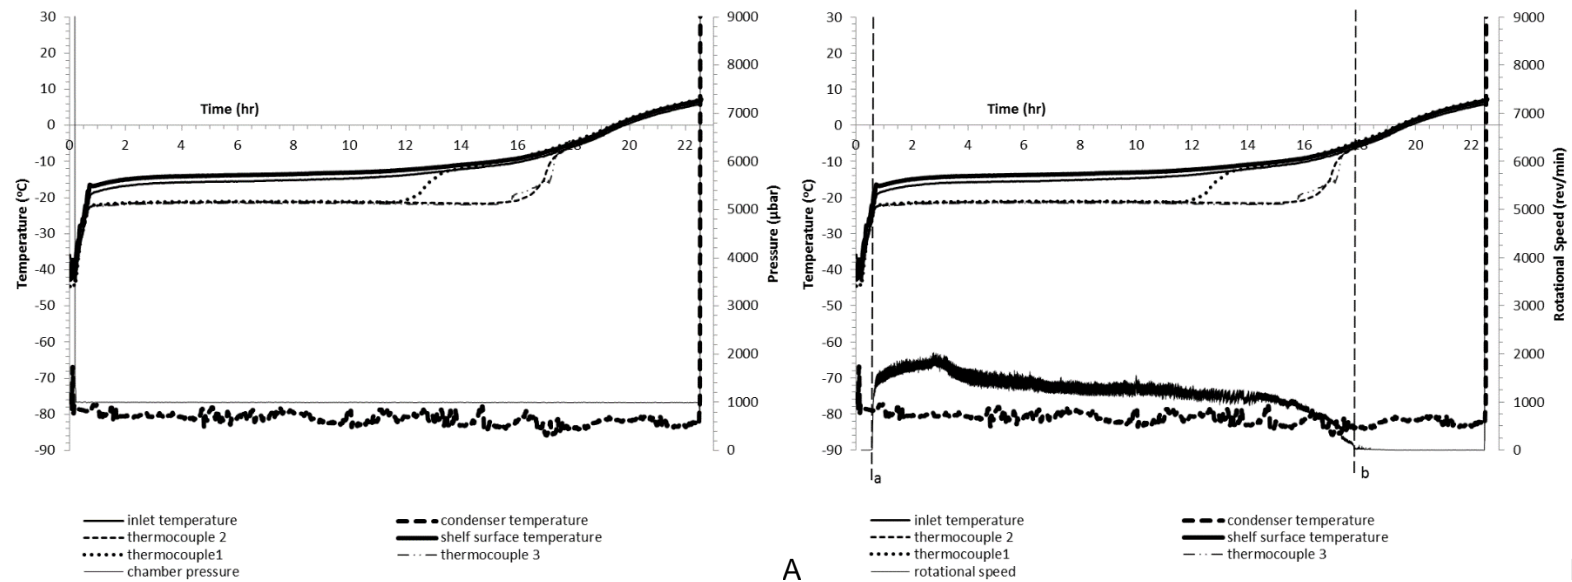 30
20
10
0
-10
-20
-30
-40
-50
-60
-70
-80
-90
Temperature (°C)
Time (hr)
0 2 4 6 8 10 12 14 16 18 20 22
9000
8000
7000
6000
5000
4000
3000
2000
1000
0
Pressure (µbar)
inlet temperature
condenser temperature
thermocouple 2
shelf surface temperature
thermocouple1
thermocouple 3
chamber pressure
A
30
20
10
0
-10
-20
-30
-40
-50
-60
-70
-80
-90
Temperature (°C)
Time (hr)
0 2 4 6 8 10 12 14 16 18 20 22
9000
8000
7000
6000
5000
4000
3000
2000
1000
0
Rotational Speed (rev/min)
a
b
inlet temperature
condenser temperature
thermocouple 2
shelf surface temperature
thermocouple1
thermocouple 3
rotational speed